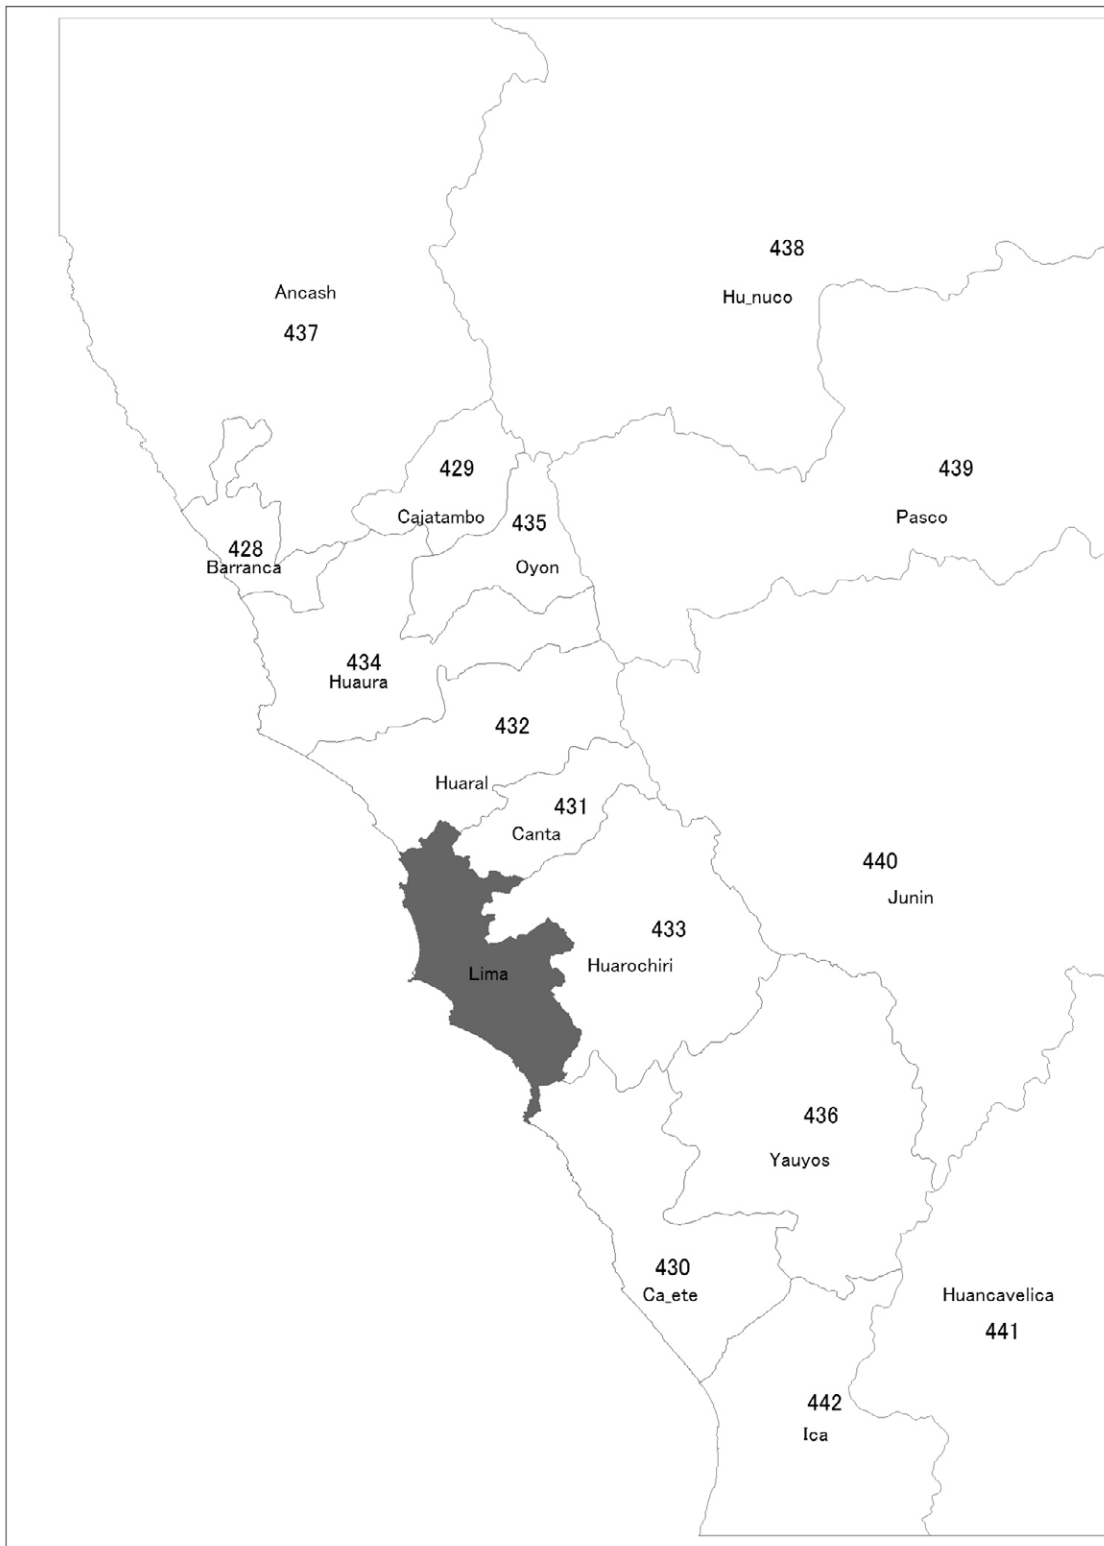 438
Hu_nuco
Ancash
437
429
Cajatambo
439
Pasco
435
Oyon
428
Barranca
434
Huaura
432
Huaral
431
Canta
440
Junin
433
Huarochiri
Lima
436
Yauyos
430
Ca_ete
Huancavelica
441
442
Ica